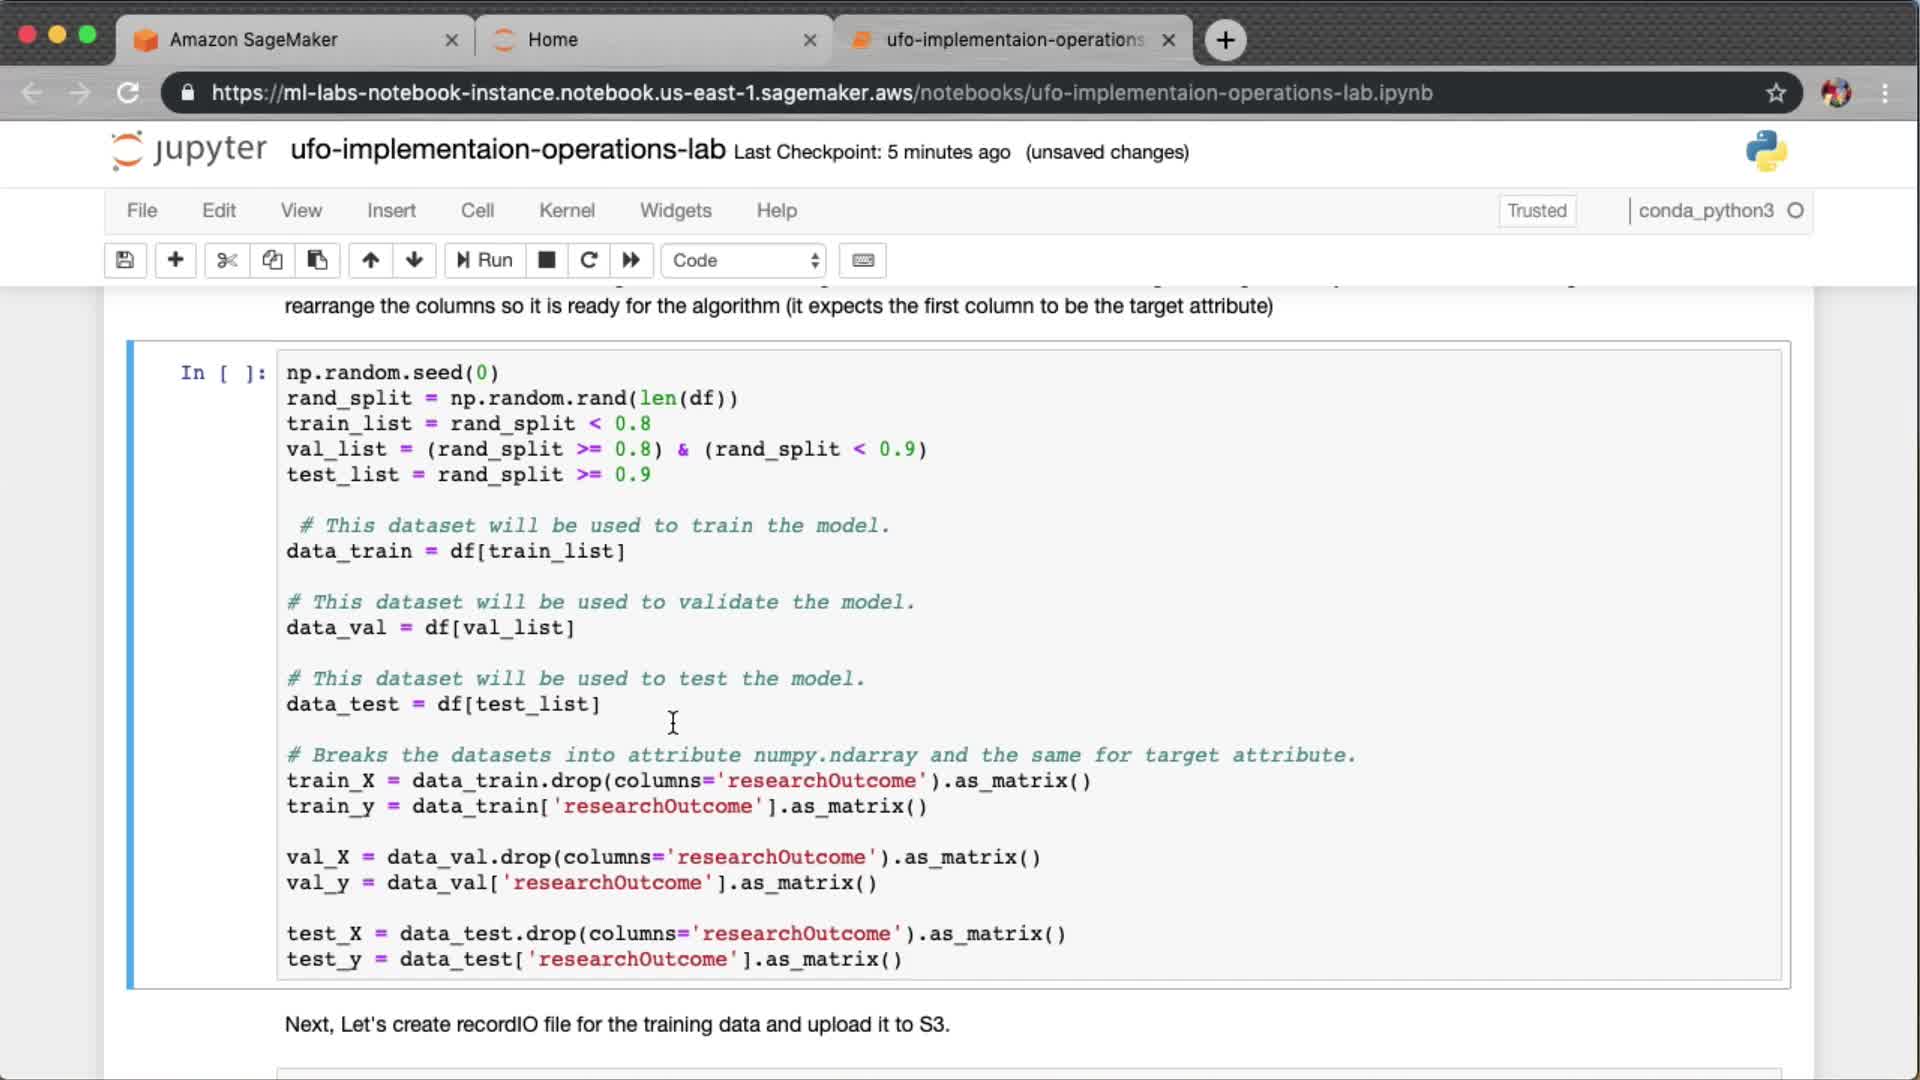 Amazon SageMaker
Home
ufo-implementaion-operations
https://ml-labs-notebook-instance.notebook.us-east-1.sagemaker.aws/notebooks/ufo-implementaion-operations-lab.ipynb
jupyter ufo-implementaion-operations-lab Last Checkpoint: 5 minutes ago (unsaved changes)
File Edit View Insert Cell Kernel Widgets Help Trusted conda_python3
Run Code
rearrange the columns so it is ready for the algorithm (it expects the first column to be the target attribute)
In [ ]: np.random.seed(0)
rand_split = np.random.rand(len(df))
train_list = rand_split < 0.8
val_list = (rand_split >= 0.8) & (rand_split < 0.9)
test_list = rand_split >= 0.9
# This dataset will be used to train the model.
data_train = df[train_list]
# This dataset will be used to validate the model.
data_val = df[val_list]
# This dataset will be used to test the model.
data_test = df[test_list]
# Breaks the datasets into attribute numpy.ndarray and the same for target attribute.
train_X = data_train.drop(columns='researchOutcome').as_matrix()
train_y = data_train['researchOutcome'].as_matrix()
val_X = data_val.drop(columns='researchOutcome').as_matrix()
val_y = data_val['researchOutcome'].as_matrix()
test_X = data_test.drop(columns='researchOutcome').as_matrix()
test_y = data_test['researchOutcome'].as_matrix()
Next, Let's create recordIO file for the training data and upload it to S3.